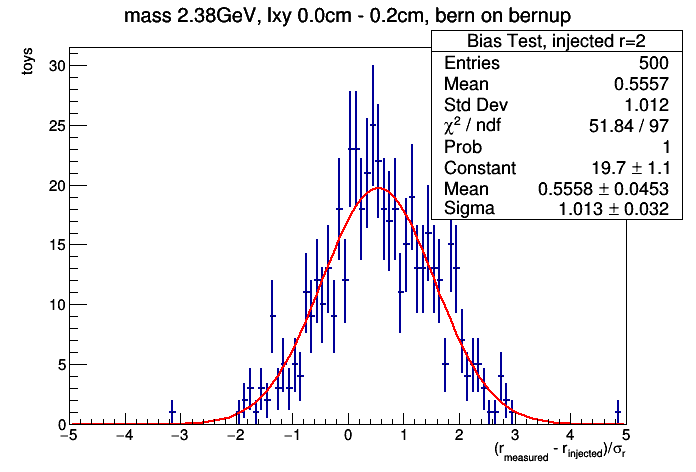 mass 2.38GeV, lxy 0.0cm - 0.2cm, bern on bernup
Bias Test, injected r=2
Entries 500
Mean 0.5557
Std Dev 1.012
χ² / ndf 51.84 / 97
Prob 1
Constant 19.7 ± 1.1
Mean 0.5558 ± 0.0453
Sigma 1.013 ± 0.032
toys
30
25
20
15
10
5
0
−5 −4 −3 −2 −1 0 1 2 3 4 5
(r_measured - r_injected)/σ_r